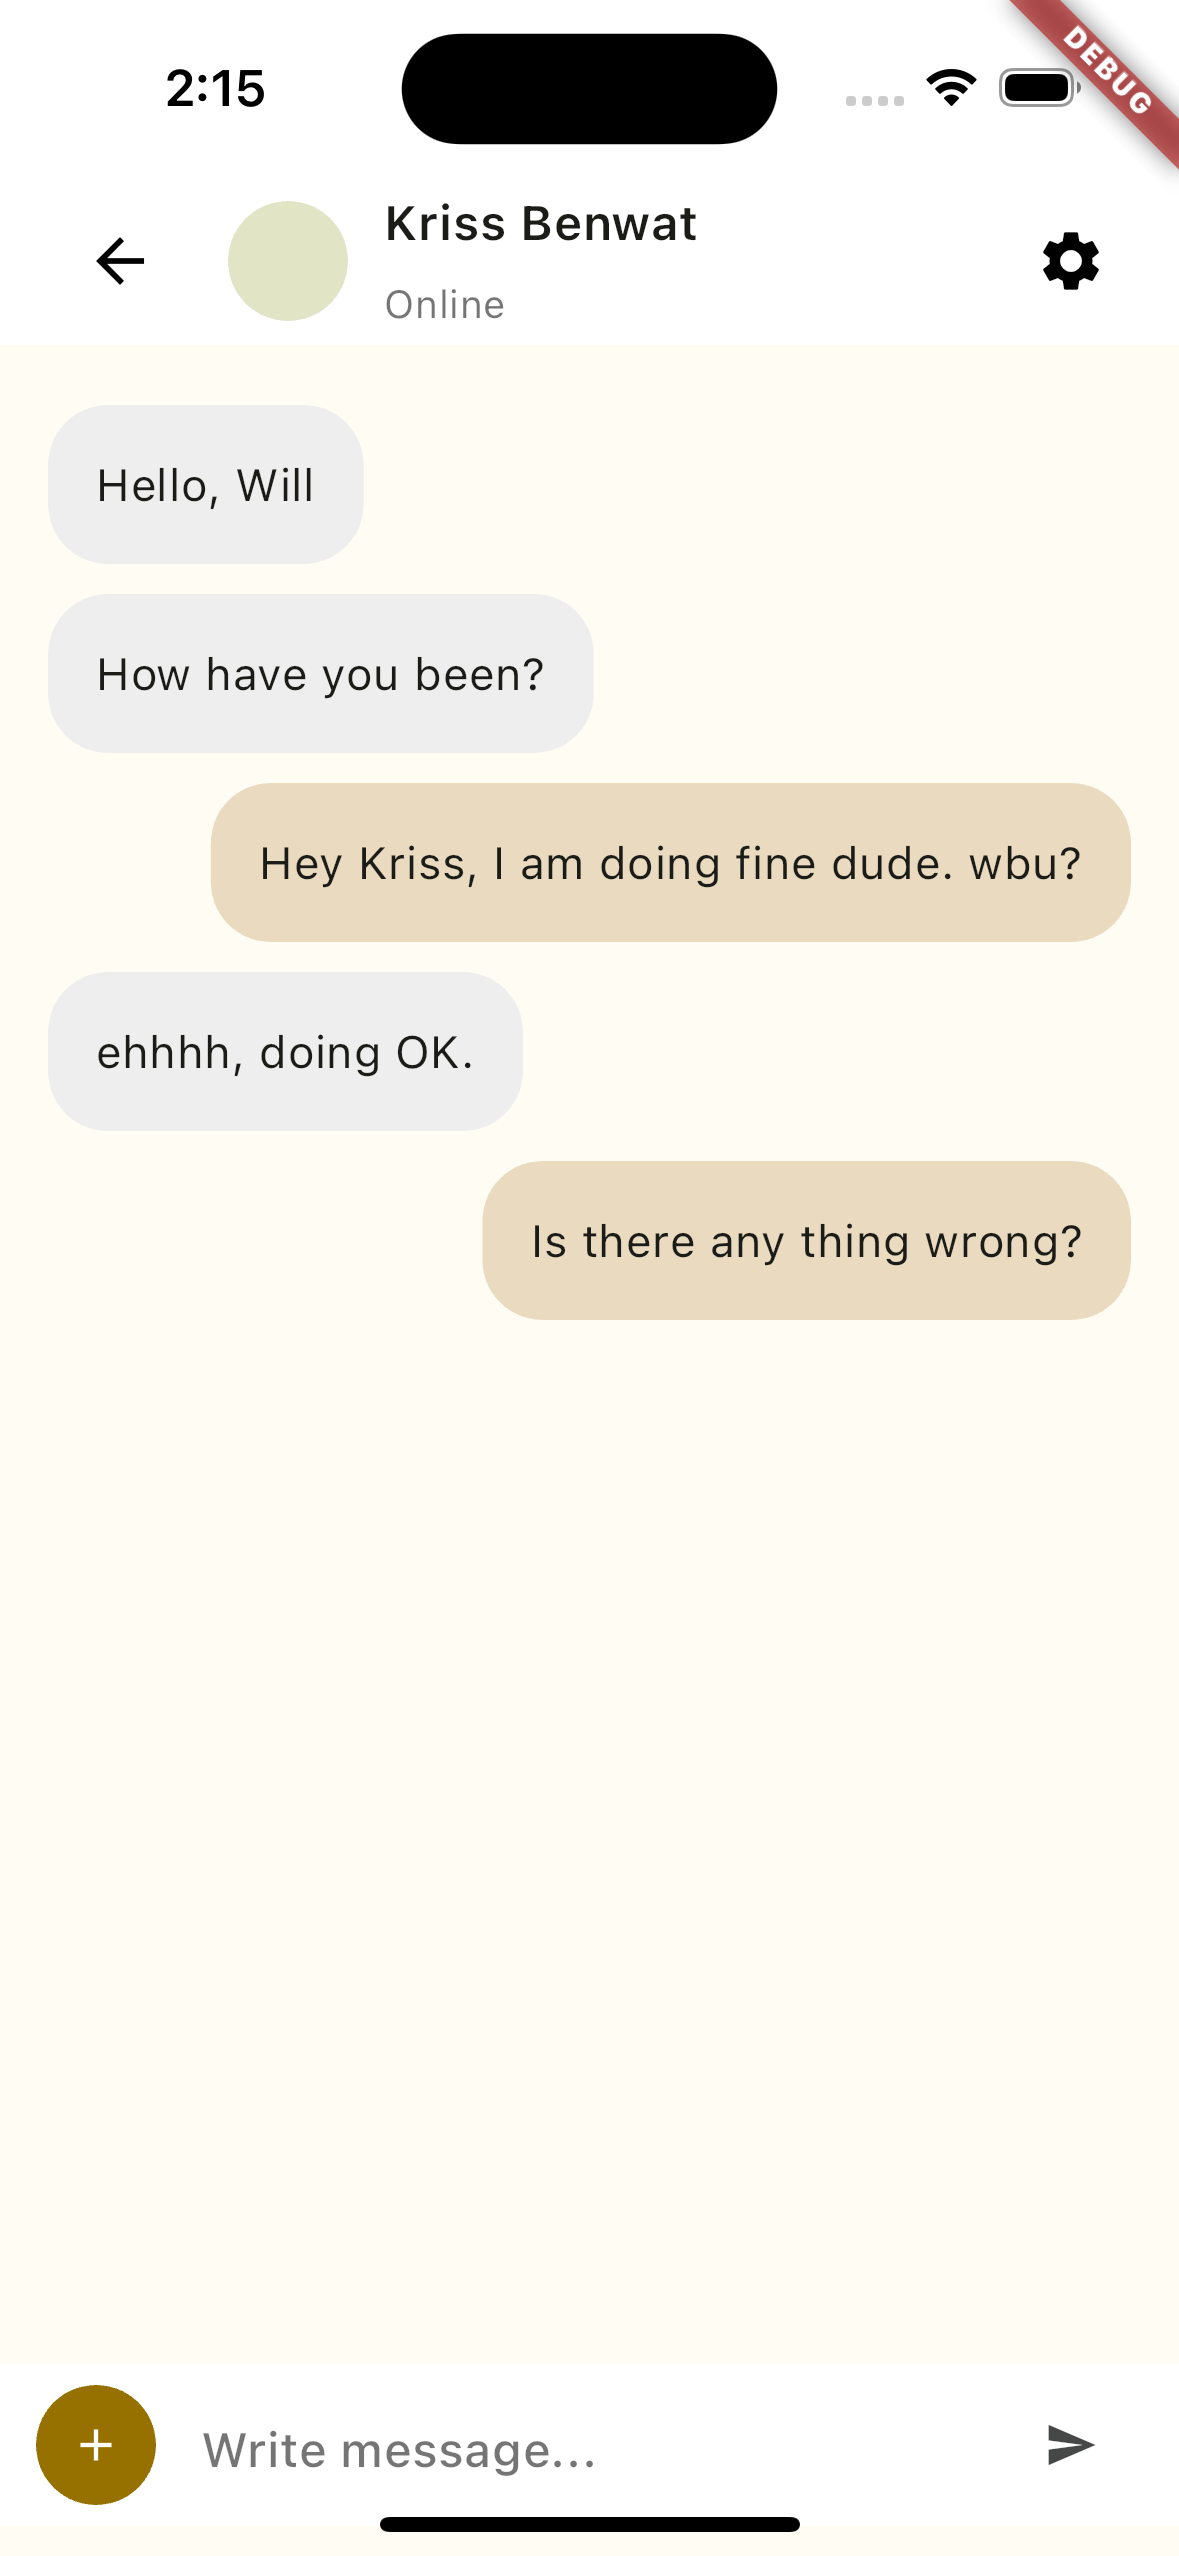 2:15
DEBUG
Kriss Benwat
Online
Hello, Will
How have you been?
Hey Kriss, I am doing fine dude. wbu?
ehhhh, doing OK.
Is there any thing wrong?
Write message...